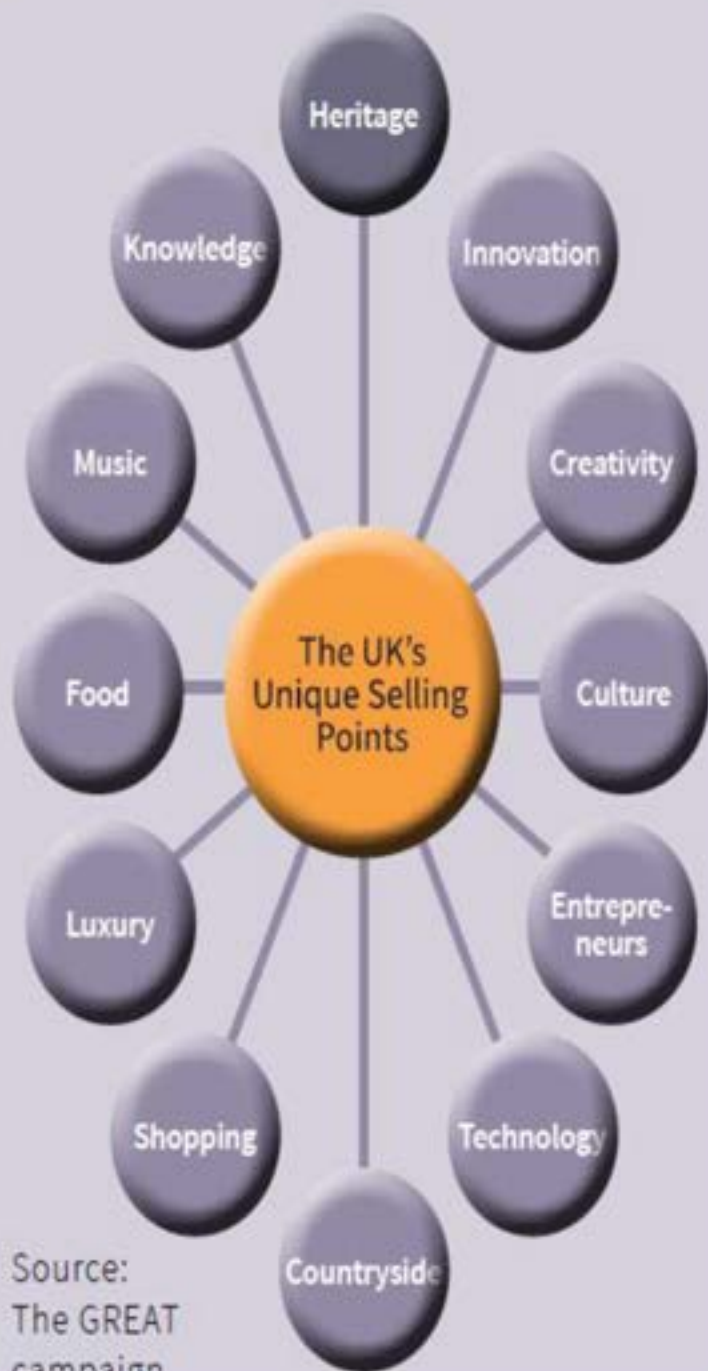 Heritage
Innovation
Creativity
Culture
Entrepre-
neurs
Technology
Countryside
Shopping
Luxury
Food
Music
Knowledge
The UK's
Unique Selling
Points
Source:
The GREAT
campaign